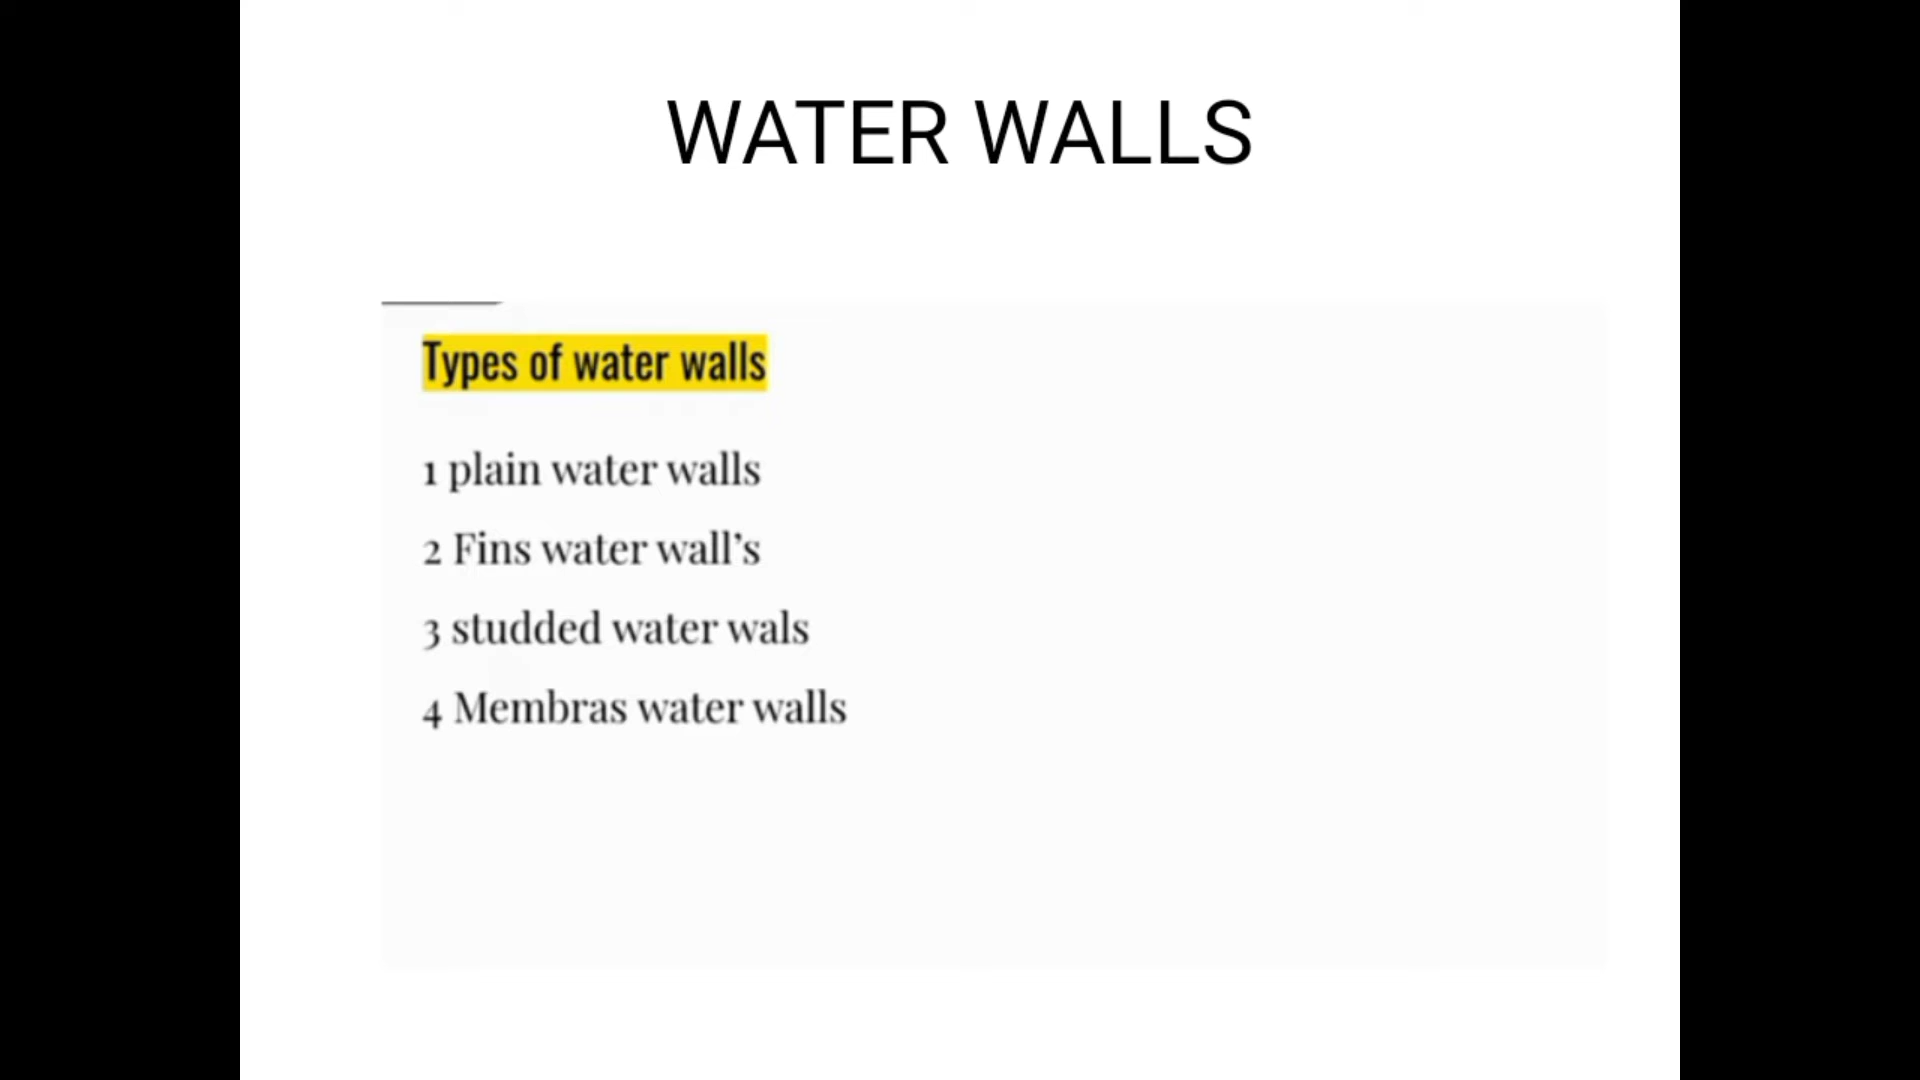 WATER WALLS
Types of water walls
1 plain water walls
2 Fins water wall’s
3 studded water wals
4 Membras water walls